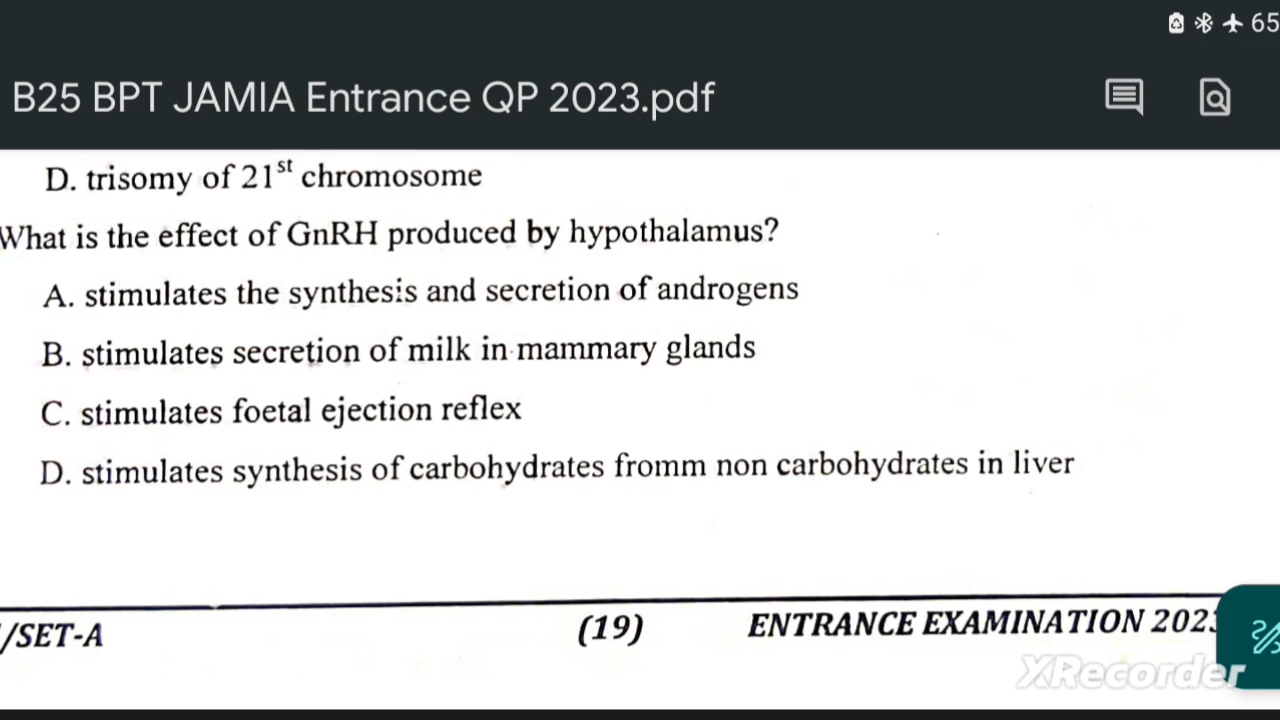 65
B25 BPT JAMIA Entrance QP 2023.pdf
D. trisomy of 21st chromosome
What is the effect of GnRH produced by hypothalamus?
A. stimulates the synthesis and secretion of androgens
B. stimulates secretion of milk in mammary glands
C. stimulates foetal ejection reflex
D. stimulates synthesis of carbohydrates fromm non carbohydrates in liver
/SET-A (19) ENTRANCE EXAMINATION 2023
XRecorder